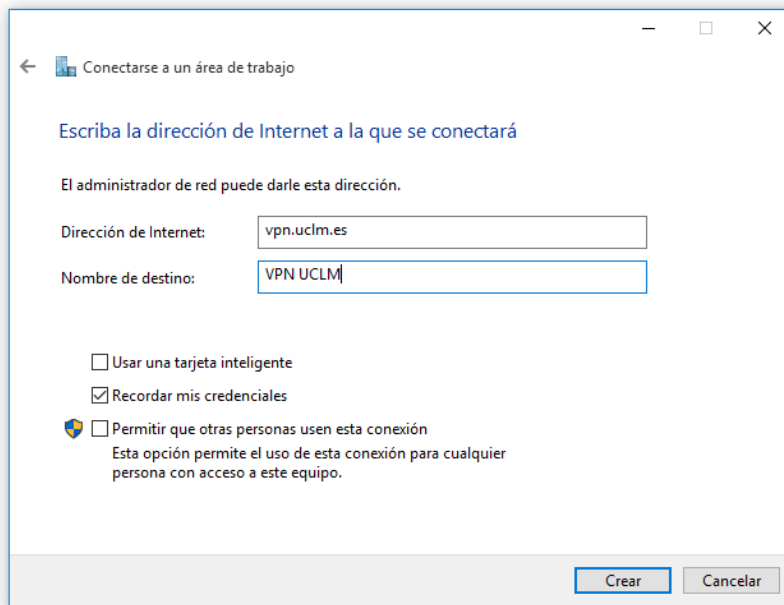 Conectarse a un área de trabajo
Escriba la dirección de Internet a la que se conectará
El administrador de red puede darle esta dirección.
Dirección de Internet: vpn.uclm.es
Nombre de destino: VPN UCLM
Usar una tarjeta inteligente
Recordar mis credenciales
Permitir que otras personas usen esta conexión
Esta opción permite el uso de esta conexión para cualquier
persona con acceso a este equipo.
Crear Cancelar